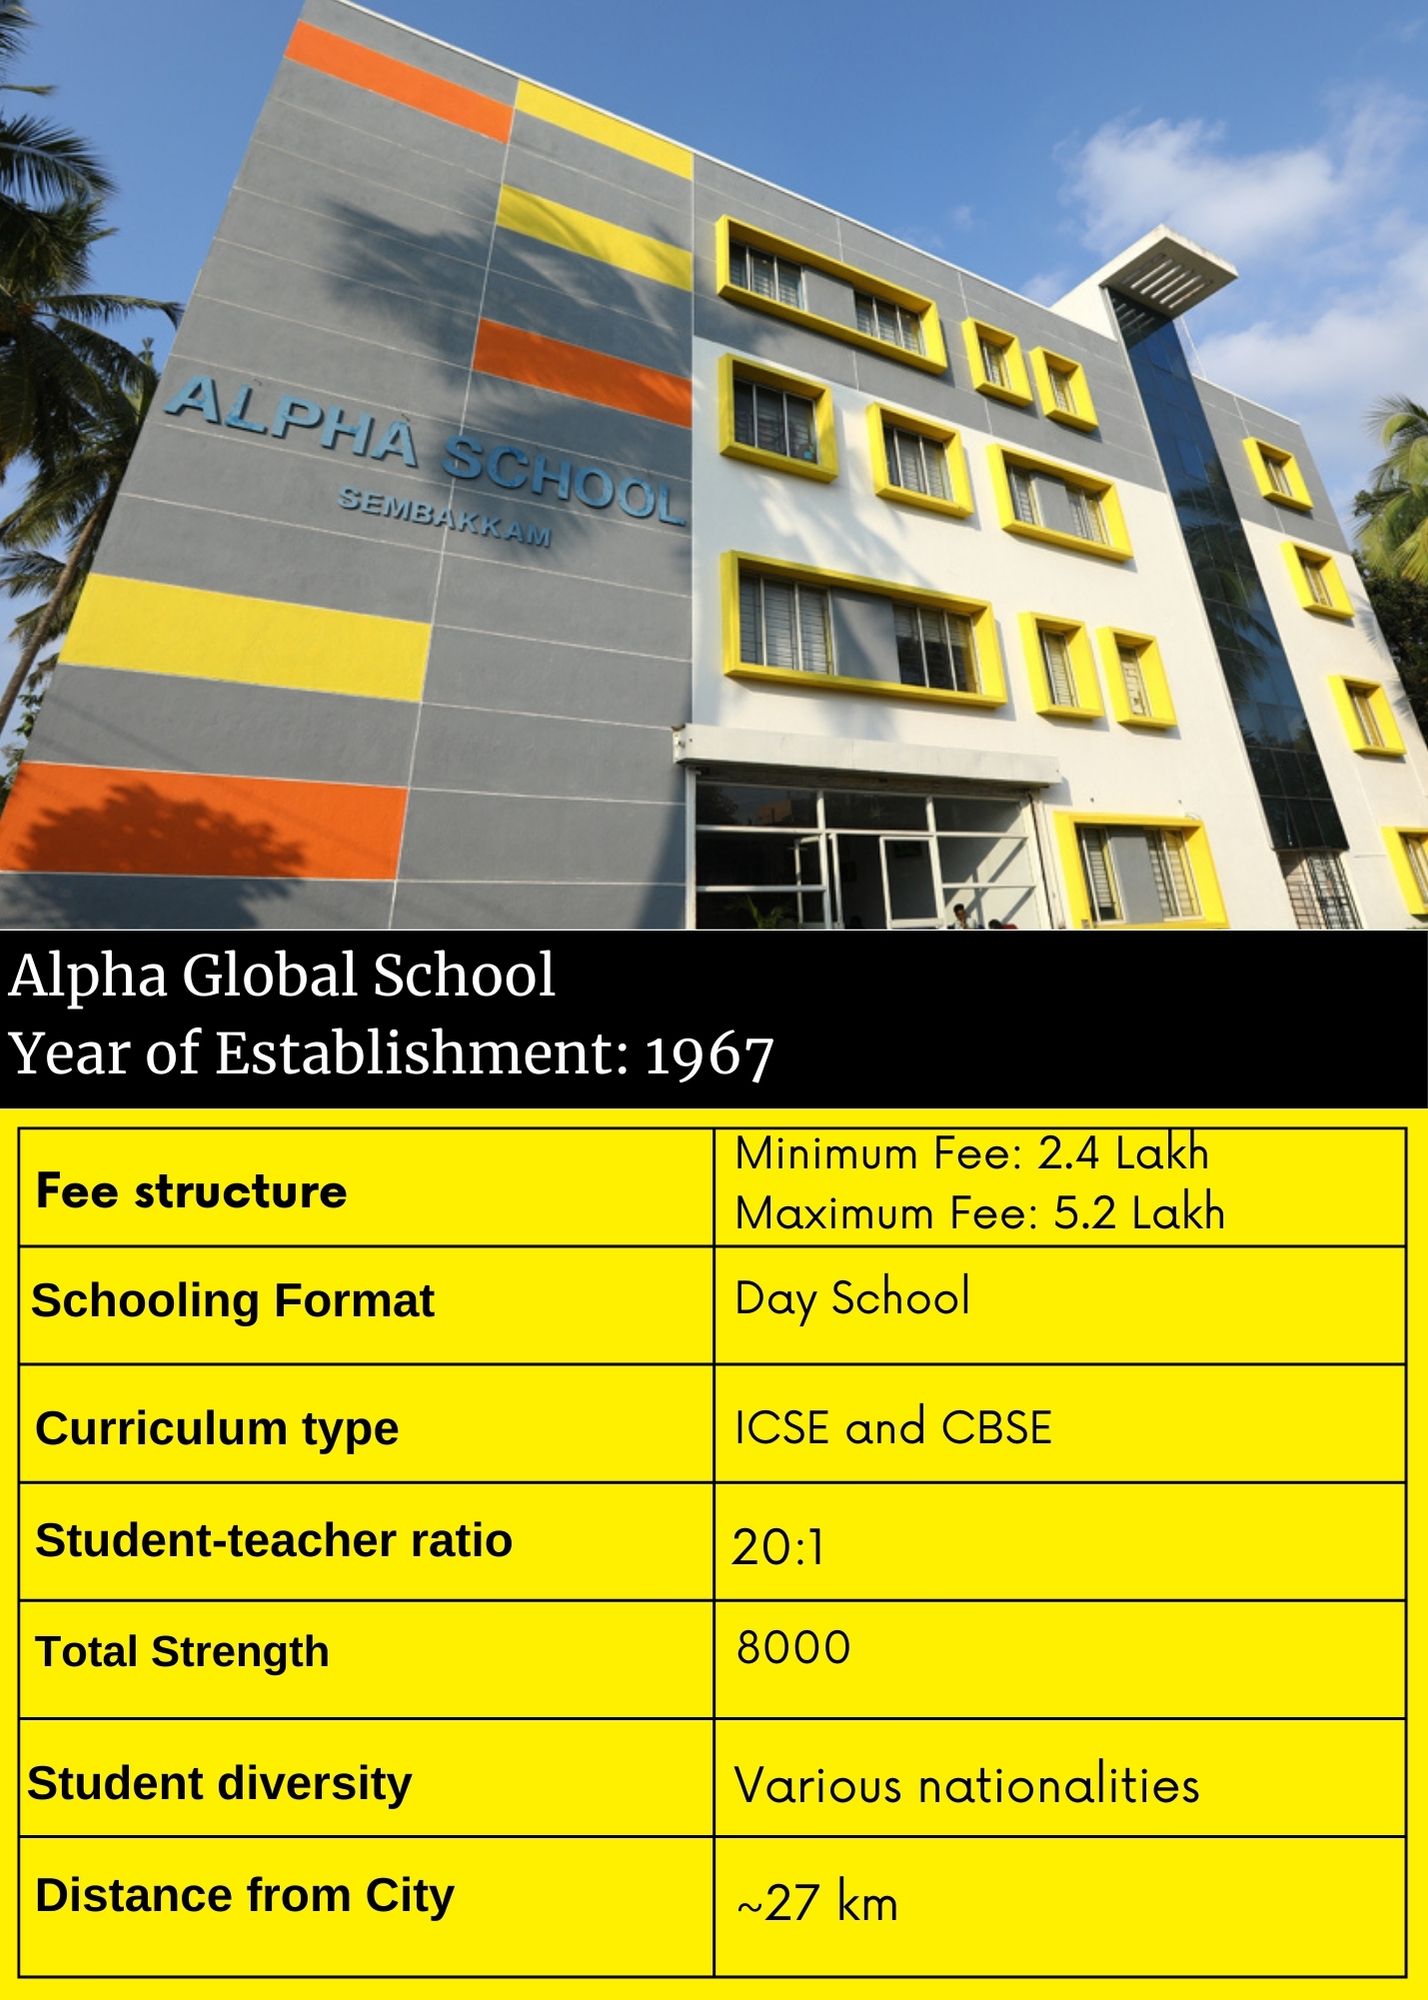 ALPHA SCHOOL
SEMBAKKAM
Alpha Global School
Year of Establishment: 1967
Fee structure
Minimum Fee: 2.4 Lakh
Maximum Fee: 5.2 Lakh
Schooling Format
Day School
Curriculum type
ICSE and CBSE
Student-teacher ratio
20:1
Total Strength
8000
Student diversity
Various nationalities
Distance from City
~27 km